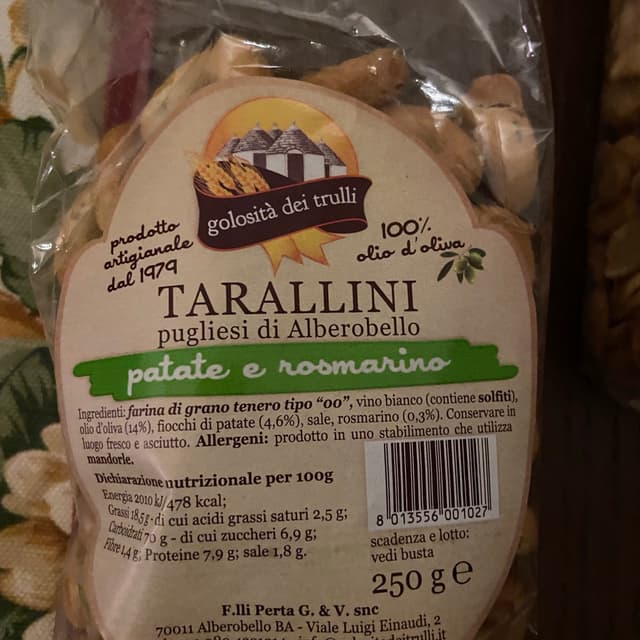 golosità dei trulli
prodotto
artigianale
dal 1979
100%
olio d'oliva
TARALLINI
pugliesi di Alberobello
patate e rosmarino
Ingredienti: farina di grano tenero tipo "00", vino bianco (contiene solfiti),
olio d'oliva (14%), fiocchi di patate (4,6%), sale, rosmarino (0,3%). Conservare in
luogo fresco e asciutto. Allergeni: prodotto in uno stabilimento che utilizza
mandorle.
Dichiarazione nutrizionale per 100g
Energia 2010 kJ/478 kcal;
Grassi 18,5 g - di cui acidi grassi saturi 2,5 g;
Carboidrati 70 g - di cui zuccheri 6,9 g;
Fibre 1,4 g; Proteine 7,9 g; sale 1,8 g.
8 013556 001027
scadenza e lotto:
vedi busta
250 g e
F.lli Perta G. & V. snc
70011 Alberobello BA - Viale Luigi Einaudi, 2